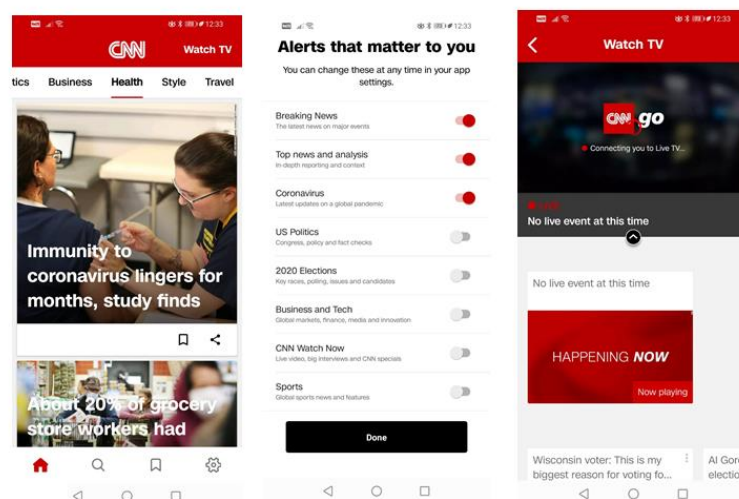 12:33
CNN
Watch TV
tics Business Health Style Travel
Immunity to
coronavirus lingers for
months, study finds
About 20% of grocery
store workers had
12:33
Alerts that matter to you
You can change these at any time in your app
settings.
Breaking News
The latest news on major events
Top news and analysis
In depth reporting and context
Coronavirus
Latest updates on a global pandemic
US Politics
Congress, policy and fact checks
2020 Elections
Key races, polling, issues and candidates
Business and Tech
Global markets, finance, media and innovation
CNN Watch Now
Live video, big interviews and CNN specials
Sports
Global sports news and features
Done
12:33
Watch TV
CNN go
Connecting you to Live TV...
No live event at this time
No live event at this time
HAPPENING NOW
Now playing
Wisconsin voter: This is my
biggest reason for voting fo...
Al Gor
electio